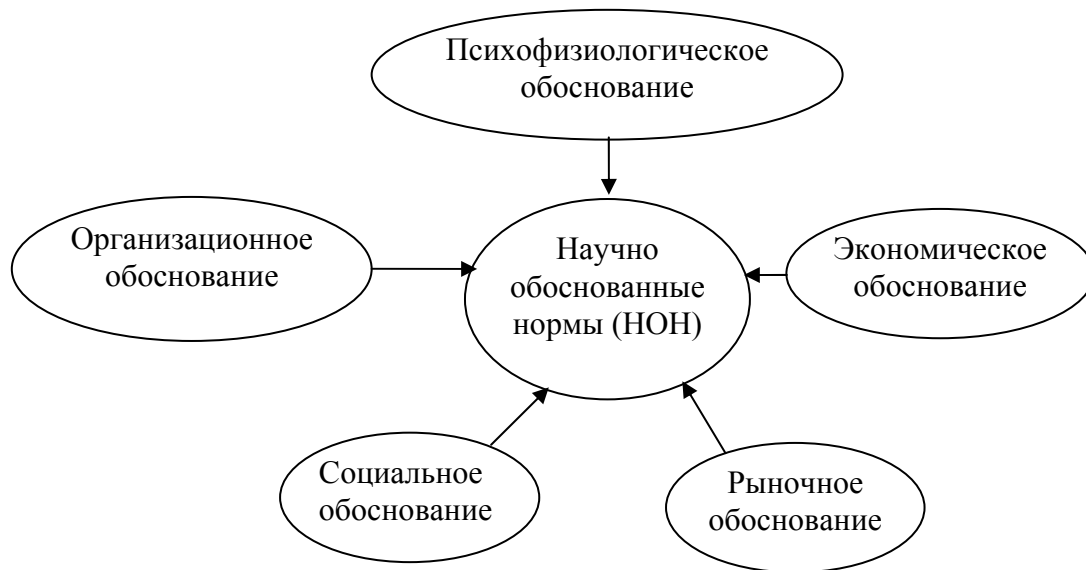 Психофизиологическое
обоснование
Организационное
обоснование
Научно
обоснованные
нормы (НОН)
Экономическое
обоснование
Социальное
обоснование
Рыночное
обоснование